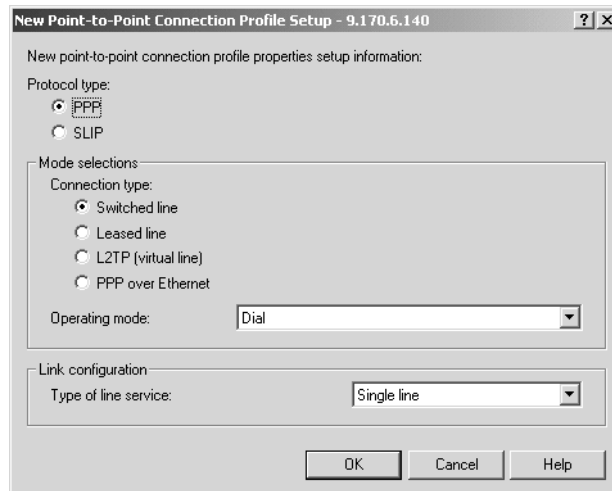 New Point-to-Point Connection Profile Setup - 9.170.6.140
New point-to-point connection profile properties setup information:
Protocol type:
PPP
SLIP
Mode selections
Connection type:
Switched line
Leased line
L2TP (virtual line)
PPP over Ethernet
Operating mode: Dial
Link configuration
Type of line service: Single line
OK Cancel Help